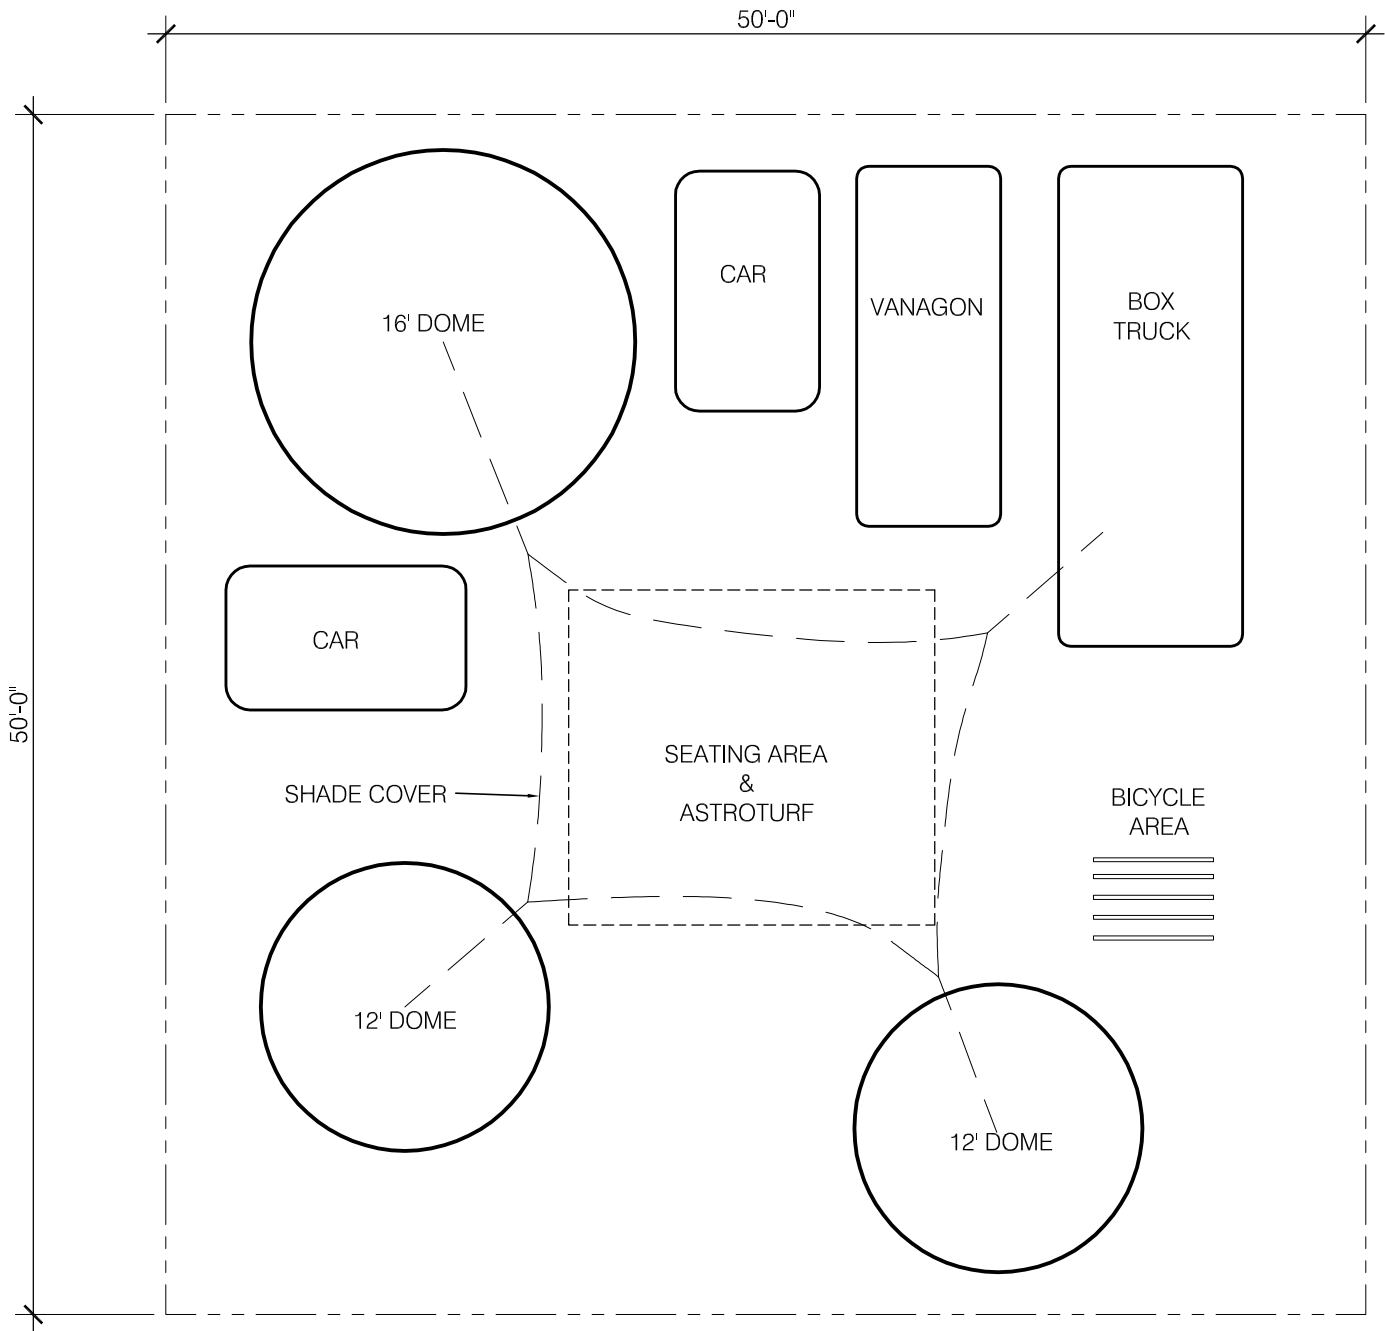 50'-0"
CAR
16' DOME
VANAGON
BOX
TRUCK
CAR
50'-0"
SEATING AREA
&
ASTROTURF
SHADE COVER
BICYCLE
AREA
12' DOME
12' DOME